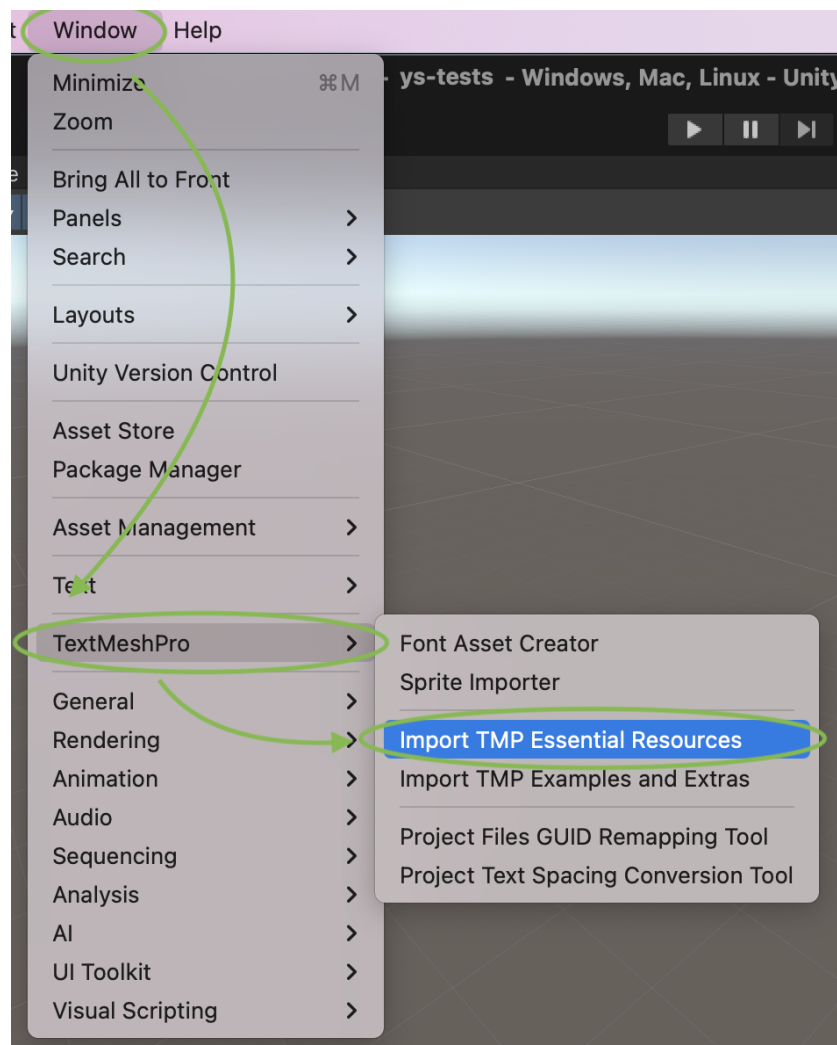 t Window Help
Minimize ⌘M
- ys-tests - Windows, Mac, Linux - Unity
Zoom
e
Bring All to Front
Panels
Search
Layouts
Unity Version Control
Asset Store
Package Manager
Asset Management
Text
TextMeshPro
Font Asset Creator
Sprite Importer
Import TMP Essential Resources
Import TMP Examples and Extras
Project Files GUID Remapping Tool
Project Text Spacing Conversion Tool
General
Rendering
Animation
Audio
Sequencing
Analysis
AI
UI Toolkit
Visual Scripting